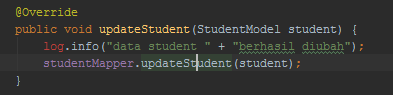 @Override
public void updateStudent(StudentModel student) {
log.info("data student " + "berhasil diubah");
studentMapper.updateStudent(student);
}